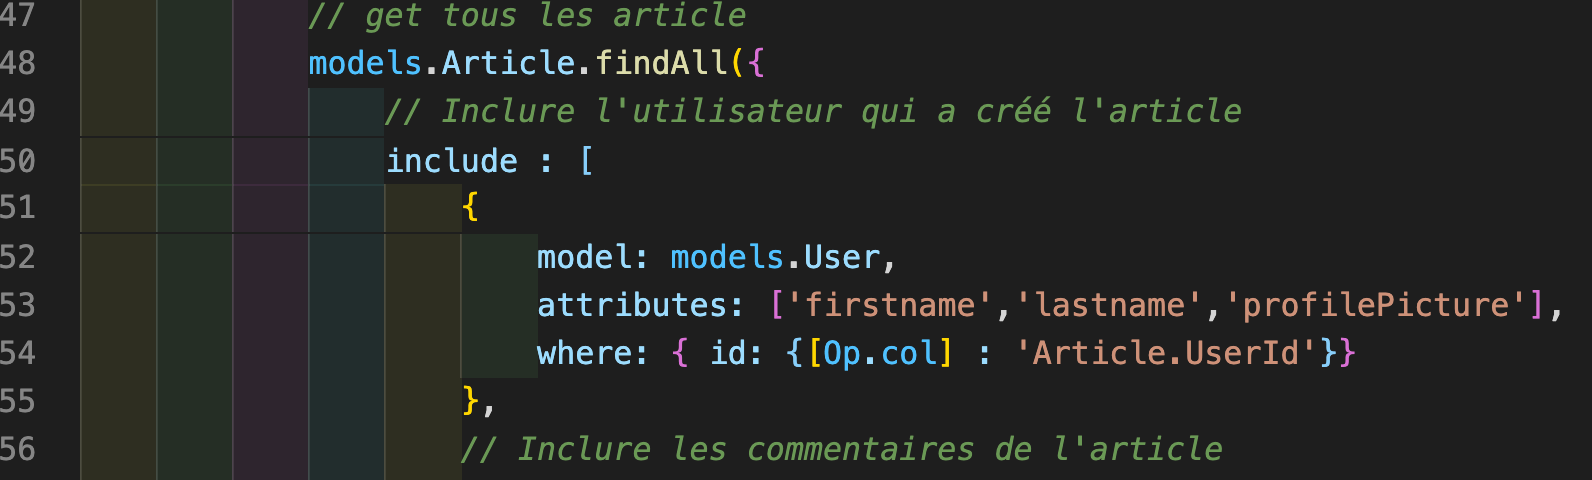 47 // get tous les article
48 models.Article.findAll({
49 // Inclure l'utilisateur qui a créé l'article
50 include : [
51 {
52 model: models.User,
53 attributes: ['firstname','lastname','profilePicture'],
54 where: { id: {[Op.col] : 'Article.UserId'}}
55 },
56 // Inclure les commentaires de l'article